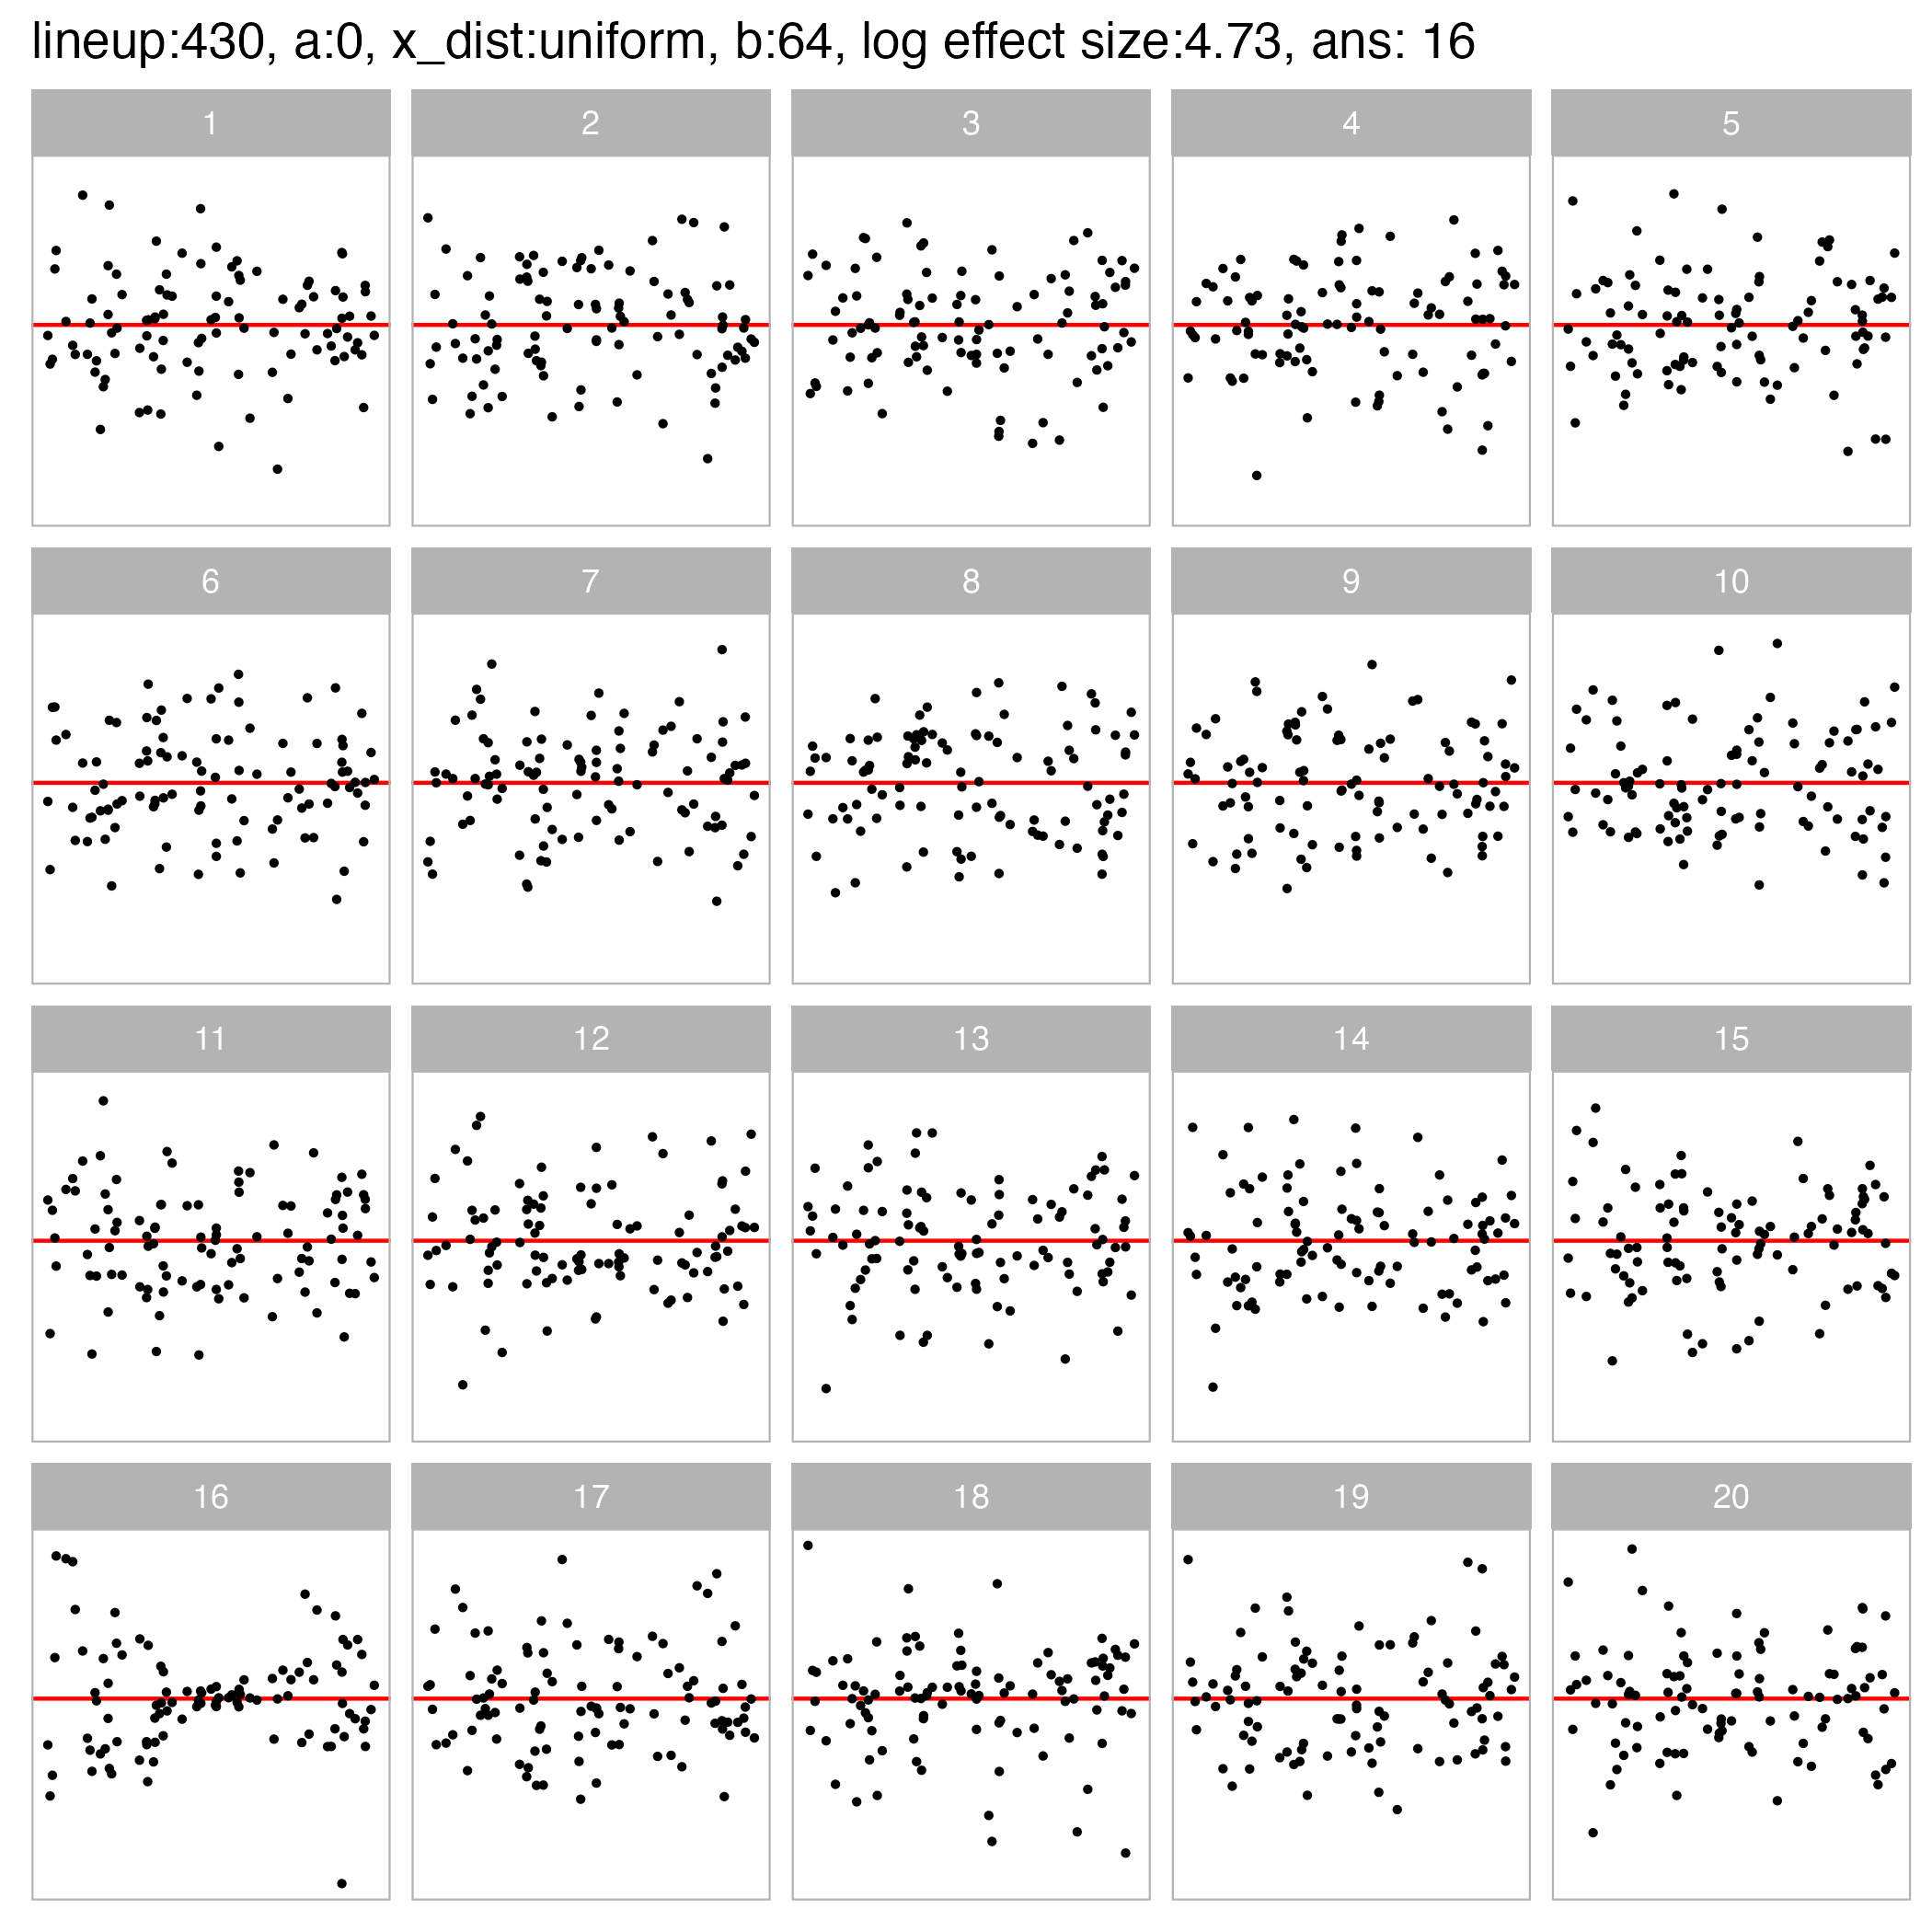 lineup:430, a:0, x_dist:uniform, b:64, log effect size:4.73, ans: 16
1 2 3 4 5
6 7 8 9 10
11 12 13 14 15
16 17 18 19 20